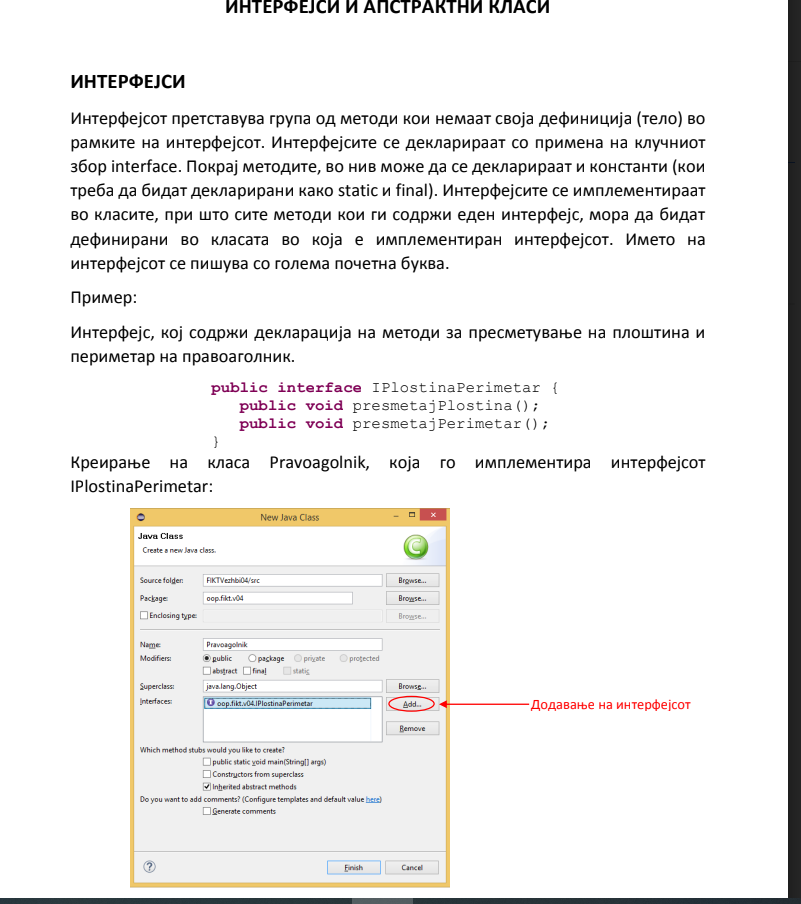 ИНТЕРФЕЈСИ И АПСТРАКТНИ КЛАСИ
ИНТЕРФЕЈСИ
Интерфејсот претставува група од методи кои немаат своја дефиниција (тело) во
рамките на интерфејсот. Интерфејсите се декларираат со примена на клучниот
збор interface. Покрај методите, во нив може да се декларираат и константи (кои
треба да бидат декларирани како static и final). Интерфејсите се имплементираат
во класите, при што сите методи кои ги содржи еден интерфејс, мора да бидат
дефинирани во класата во која е имплементиран интерфејсот. Името на
интерфејсот се пишува со голема почетна буква.
Пример:
Интерфејс, кој содржи декларација на методи за пресметување на плоштина и
периметар на правоаголник.
public interface IPlostinaPerimetar {
public void presmetajPlostina();
public void presmetajPerimetar();
}
Креирање на класа Pravoagolnik, која го имплементира интерфејсот
IPlostinaPerimetar:
New Java Class
Java Class
Create a new Java class.
Source folder: FIKTVezhbi04/src Browse...
Package: oop.fikt.v04 Browse...
Enclosing type: Browse...
Name: Pravoagolnik
Modifiers: public package private protected
abstract final static
Superclass: java.lang.Object Browse...
Interfaces: oop.fikt.v04.IPlostinaPerimetar Add... Додавање на интерфејсот
Remove
Which method stubs would you like to create?
public static void main(String[] args)
Constructors from superclass
Inherited abstract methods
Do you want to add comments? (Configure templates and default value here)
Generate comments
? Finish Cancel